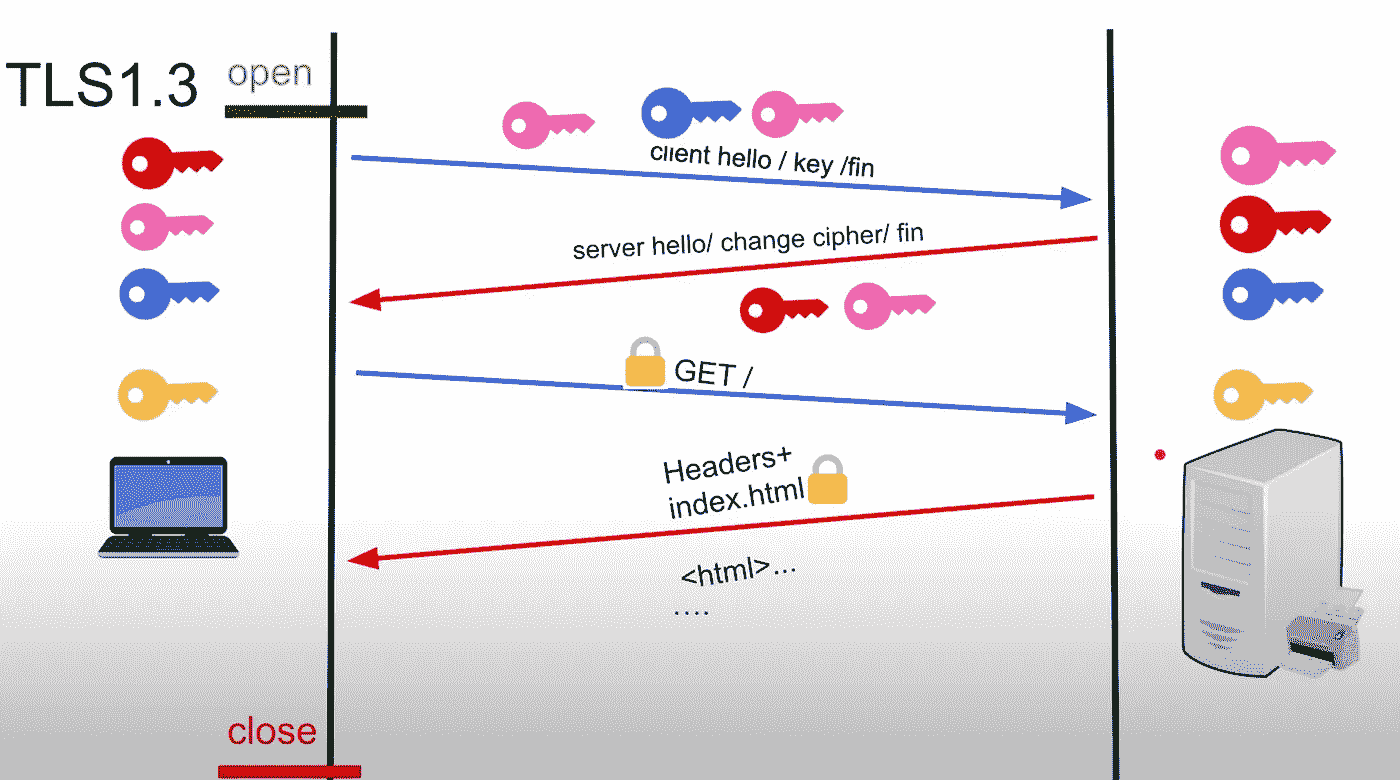 TLS1.3
open
client hello / key /fin
server hello/ change cipher/ fin
GET /
Headers+
index.html
<html>...
....
close